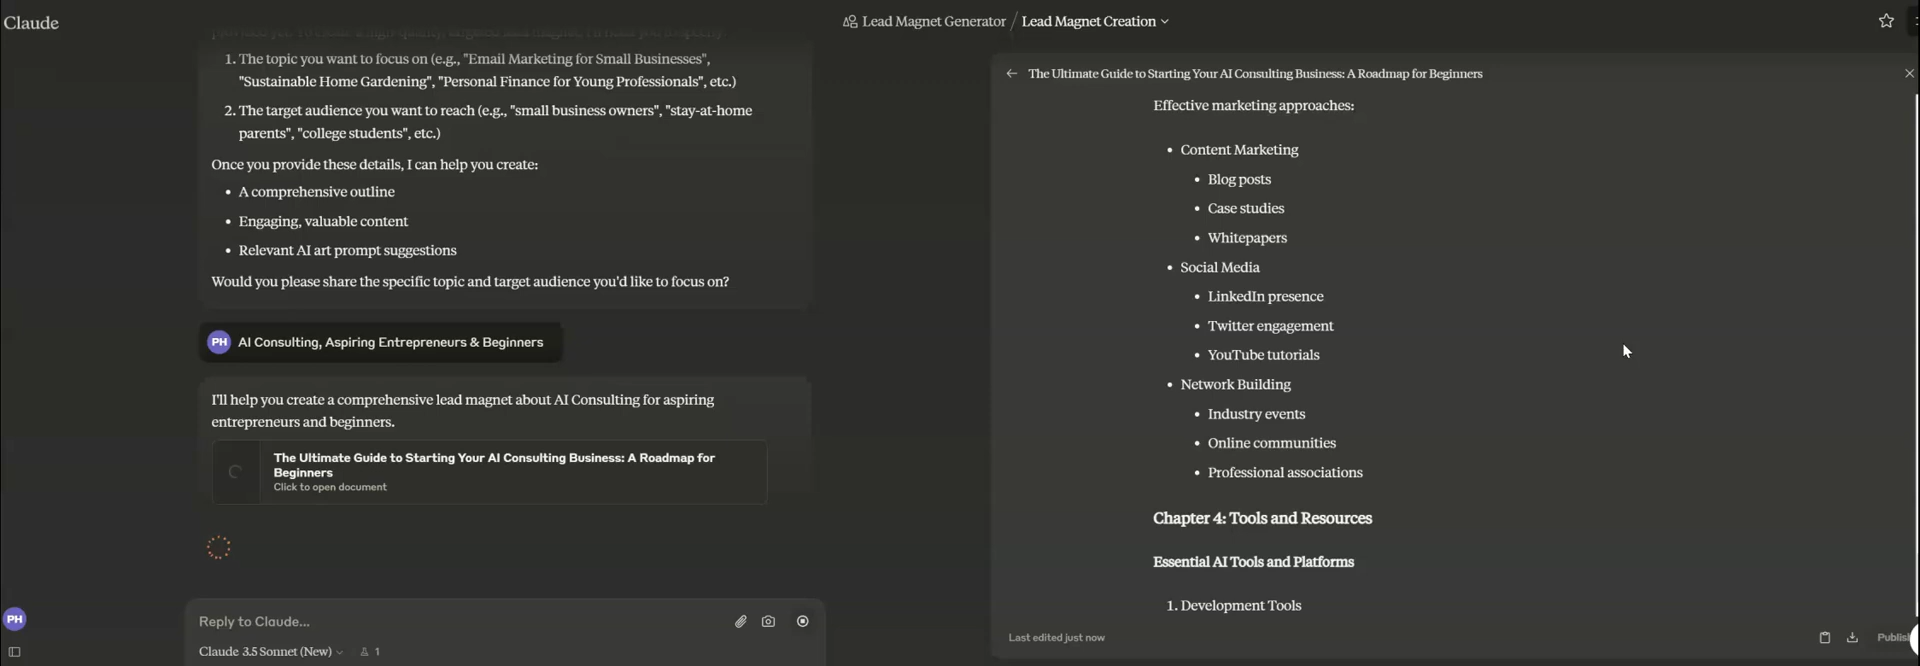 Claude
Lead Magnet Generator / Lead Magnet Creation
1. The topic you want to focus on (e.g., "Email Marketing for Small Businesses",
"Sustainable Home Gardening", "Personal Finance for Young Professionals", etc.)
2. The target audience you want to reach (e.g., "small business owners", "stay-at-home
parents", "college students", etc.)
Once you provide these details, I can help you create:
• A comprehensive outline
• Engaging, valuable content
• Relevant AI art prompt suggestions
Would you please share the specific topic and target audience you'd like to focus on?
PH AI Consulting, Aspiring Entrepreneurs & Beginners
I'll help you create a comprehensive lead magnet about AI Consulting for aspiring
entrepreneurs and beginners.
The Ultimate Guide to Starting Your AI Consulting Business: A Roadmap for
Beginners
Click to open document
PH
Reply to Claude...
Claude 3.5 Sonnet (New) 1
The Ultimate Guide to Starting Your AI Consulting Business: A Roadmap for Beginners
Effective marketing approaches:
• Content Marketing
• Blog posts
• Case studies
• Whitepapers
• Social Media
• LinkedIn presence
• Twitter engagement
• YouTube tutorials
• Network Building
• Industry events
• Online communities
• Professional associations
Chapter 4: Tools and Resources
Essential AI Tools and Platforms
1. Development Tools
Last edited just now